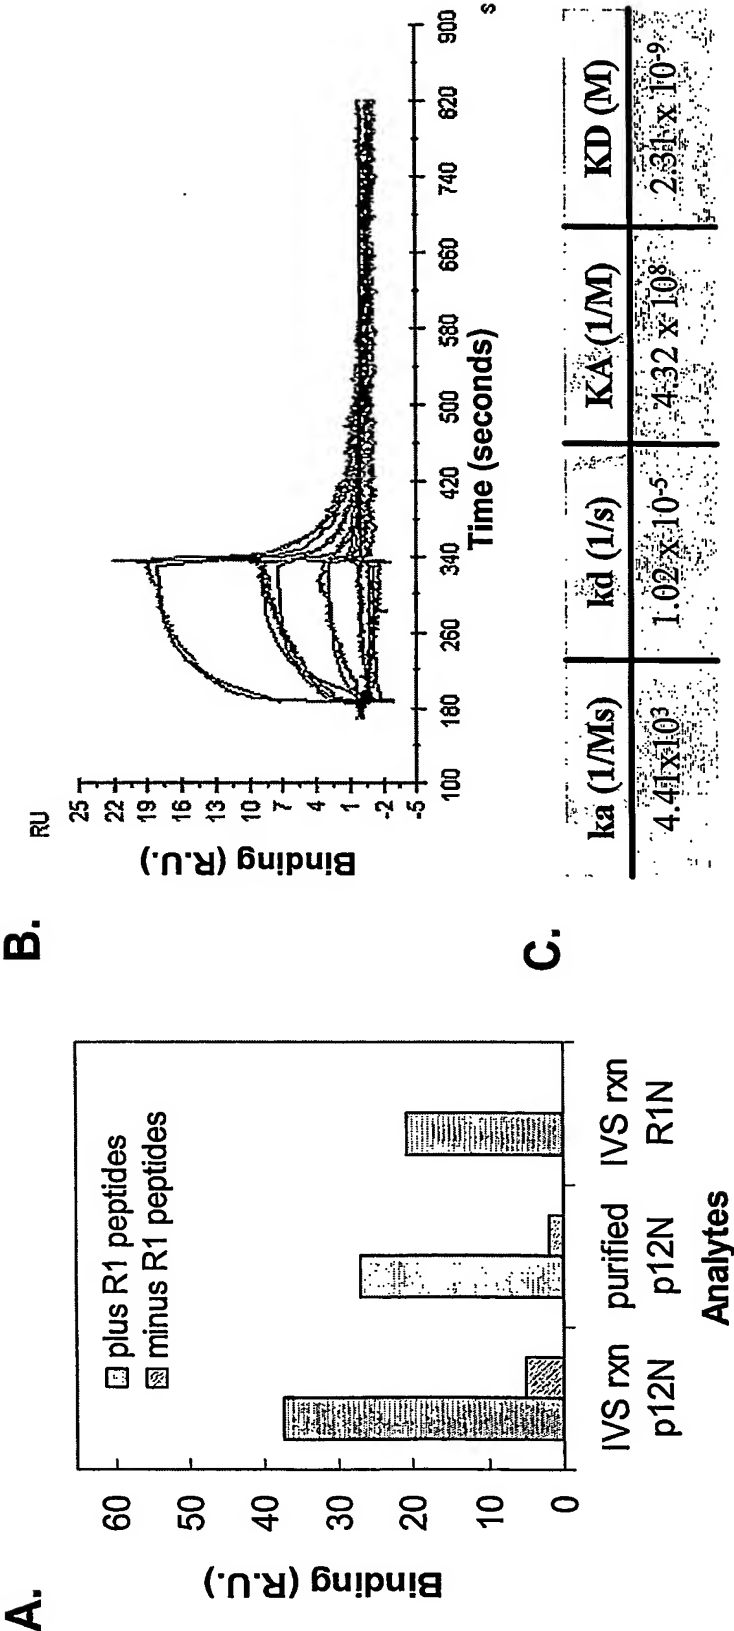 A.
Binding (R.U.)
60
50
40
30
20
10
0
plus R1 peptides
minus R1 peptides
IVS rxn purified IVS rxn
p12N p12N R1N
Analytes
B.
RU
Binding (R.U.)
25
22
19
16
13
10
7
4
1
-2
-5
100 180 260 340 420 500 580 660 740 820 900
s
Time (seconds)
C.
ka (1/Ms) kd (1/s) KA (1/M) KD (M)
4.41x10³ 1.02 x 10⁻⁵ 4.32 x 10⁸ 2.31 x 10⁻⁹